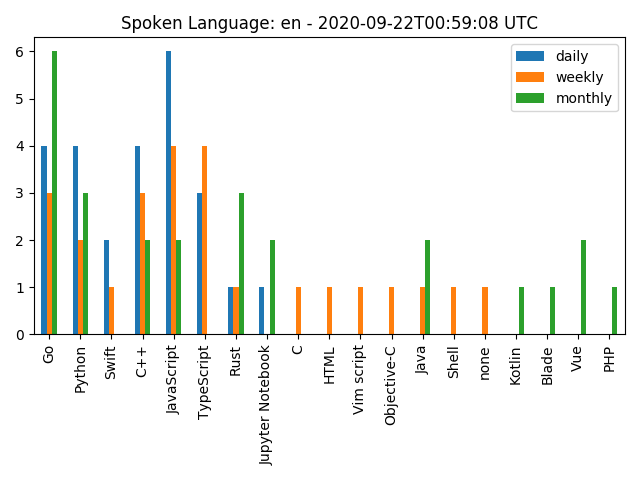 Spoken Language: en - 2020-09-22T00:59:08 UTC
daily
weekly
monthly
6
5
4
3
2
1
0
Go
Python
Swift
C++
JavaScript
TypeScript
Rust
Jupyter Notebook
C
HTML
Vim script
Objective-C
Java
Shell
none
Kotlin
Blade
Vue
PHP